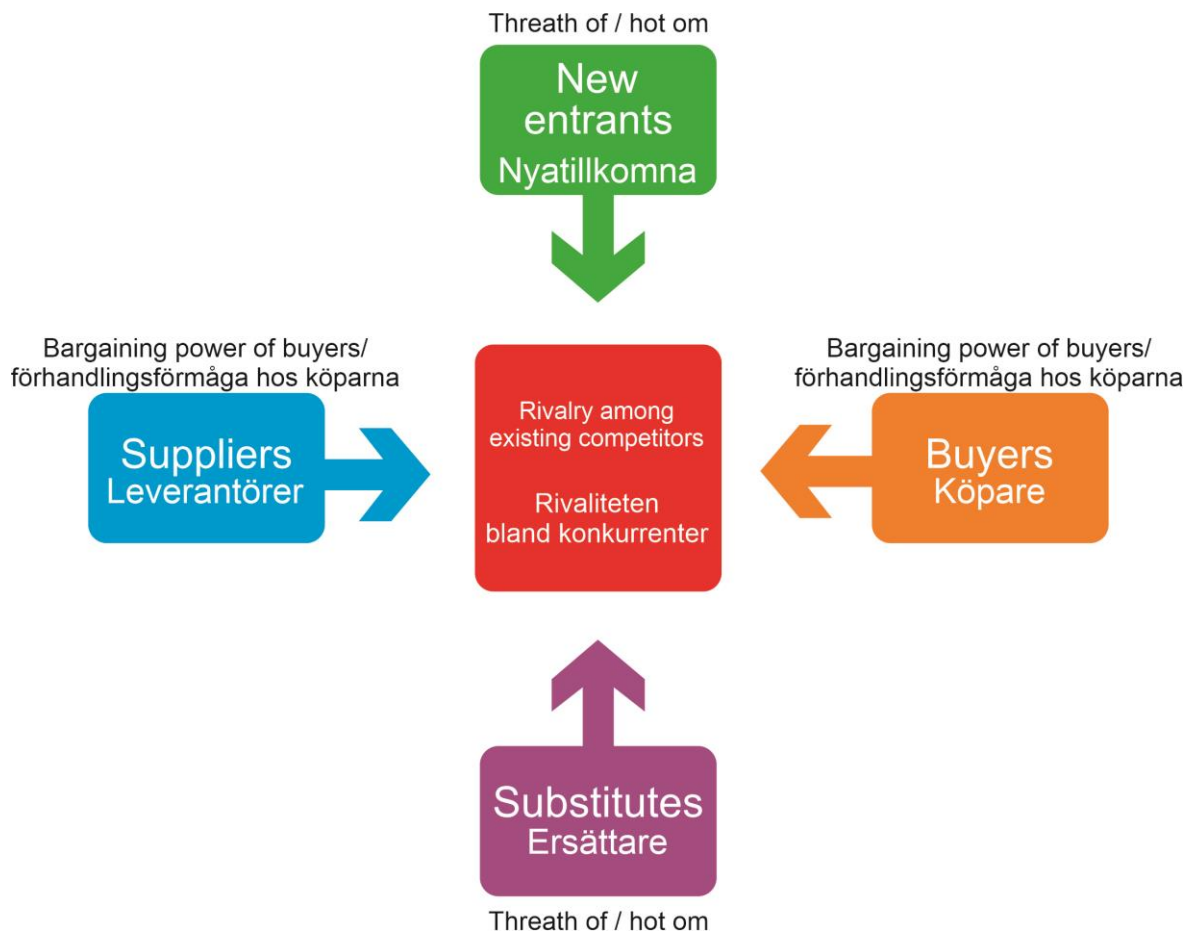 Threath of / hot om
New
entrants
Nyatillkomna
Bargaining power of buyers/
förhandlingsförmåga hos köparna
Suppliers
Leverantörer
Rivalry among
existing competitors
Rivaliteten
bland konkurrenter
Bargaining power of buyers/
förhandlingsförmåga hos köparna
Buyers
Köpare
Substitutes
Ersättare
Threath of / hot om